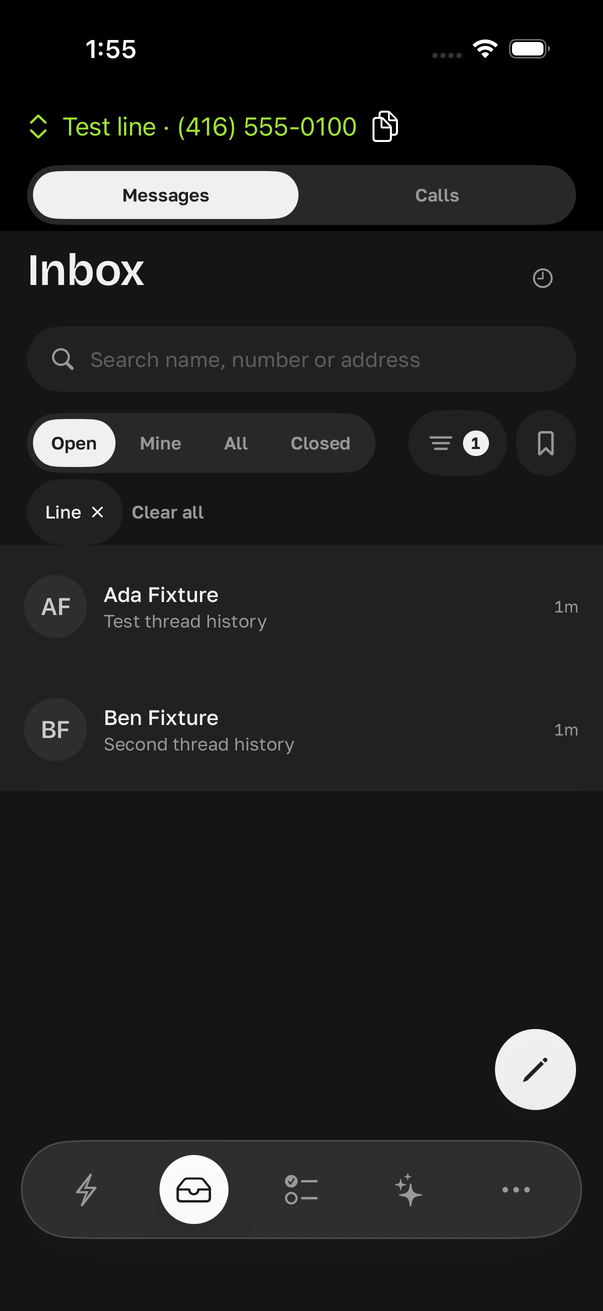 1:55
Test line · (416) 555-0100
Messages Calls
Inbox
Search name, number or address
Open Mine All Closed 1
Line × Clear all
AF Ada Fixture 1m
Test thread history
BF Ben Fixture 1m
Second thread history